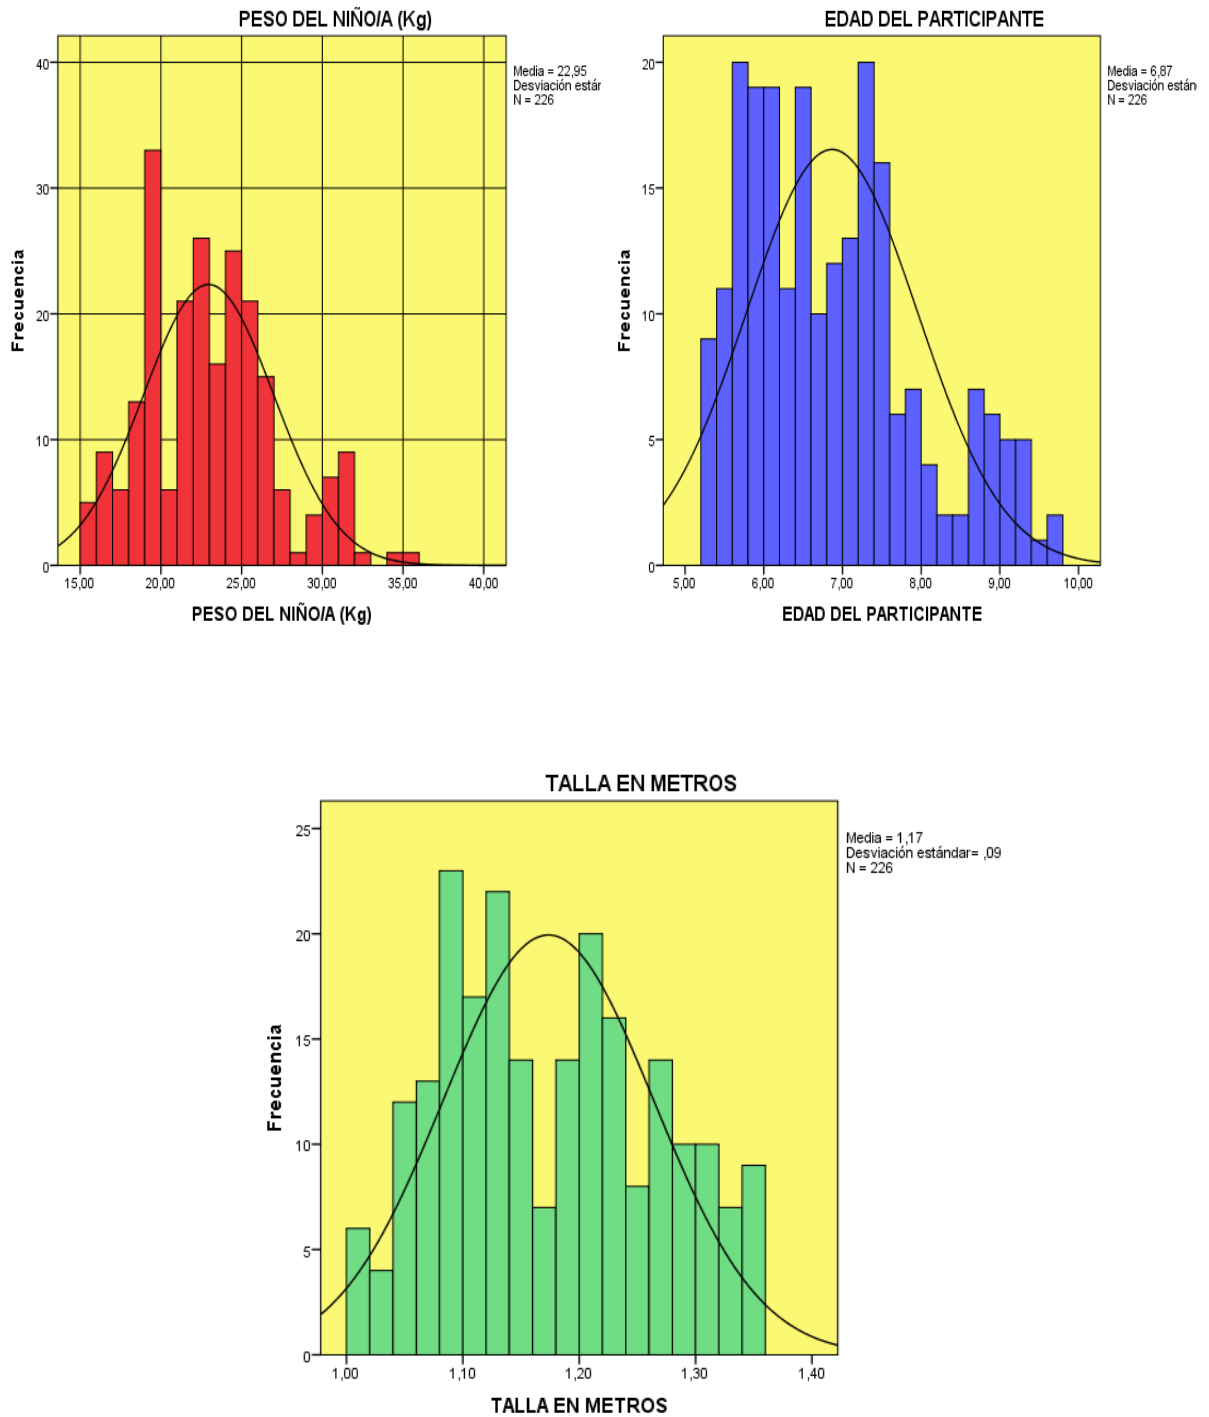 PESO DEL NIÑO/A (Kg)
Media = 22,95
Desviación estár
N = 226
Frecuencia
40
30
20
10
0
15,00 20,00 25,00 30,00 35,00 40,00
PESO DEL NIÑO/A (Kg)
EDAD DEL PARTICIPANTE
Media = 6,87
Desviación están
N = 226
Frecuencia
20
15
10
5
0
5,00 6,00 7,00 8,00 9,00 10,00
EDAD DEL PARTICIPANTE
TALLA EN METROS
Media = 1,17
Desviación estándar= ,09
N = 226
Frecuencia
25
20
15
10
5
0
1,00 1,10 1,20 1,30 1,40
TALLA EN METROS